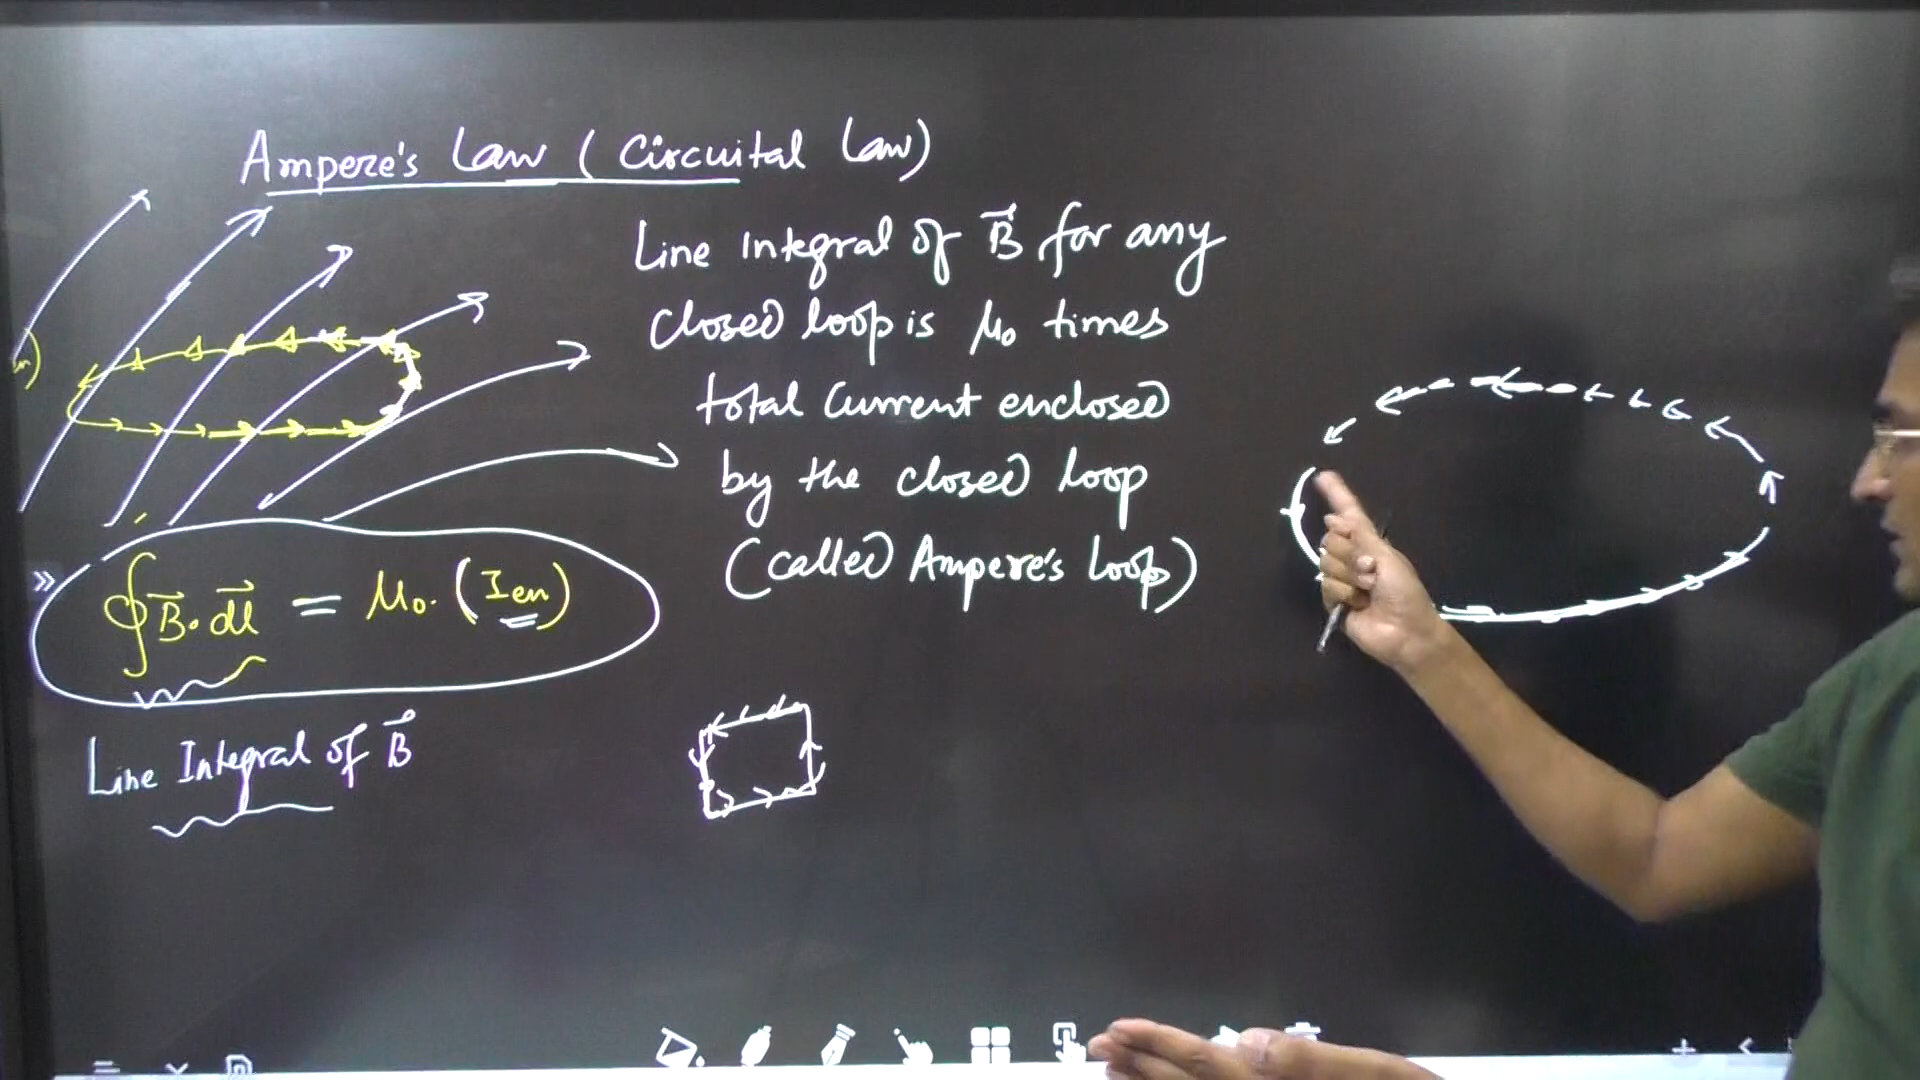 Ampere's Law (Circuital Law)
Line Integral of B⃗ for any
closed loop is μ₀ times
total current enclosed
by the closed loop
(called Ampere's Loop)
∮B⃗·dl⃗ = μ₀·(Iₑₙ)
Line Integral of B⃗